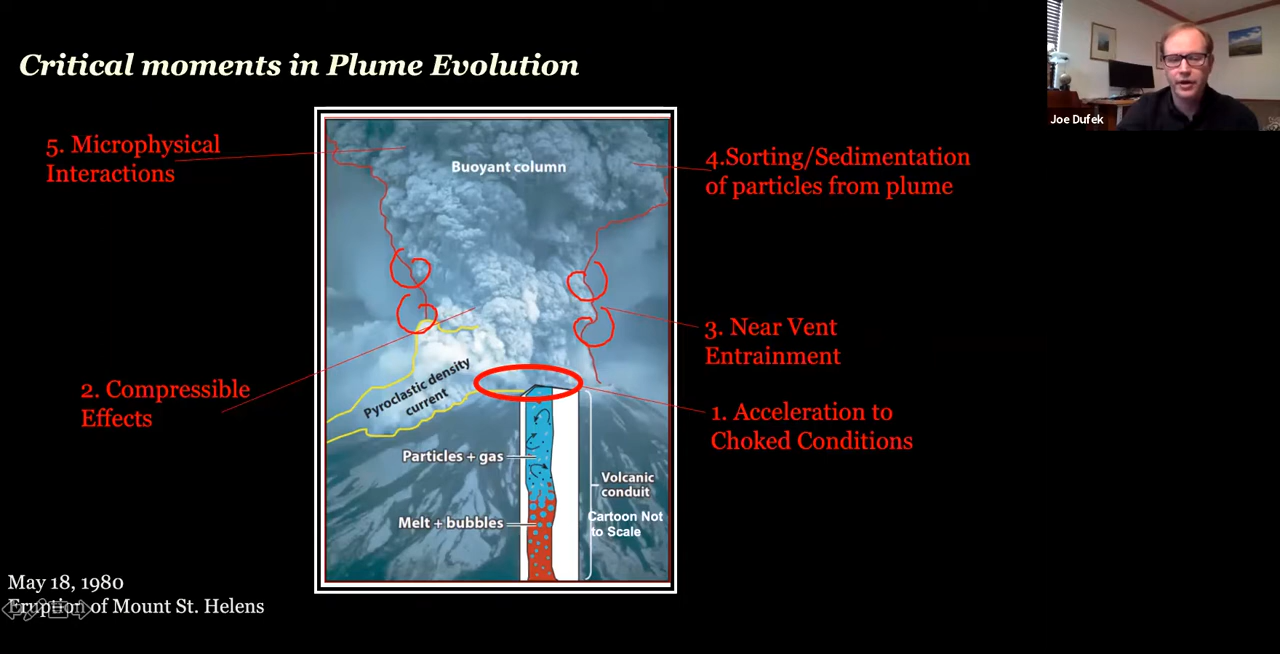 Critical moments in Plume Evolution
Joe Dufek
5. Microphysical
Interactions
Buoyant column
4.Sorting/Sedimentation
of particles from plume
3. Near Vent
Entrainment
2. Compressible
Effects
Pyroclastic density
current
1. Acceleration to
Choked Conditions
Particles + gas
Volcanic
conduit
Cartoon Not
to Scale
Melt + bubbles
May 18, 1980
Eruption of Mount St. Helens